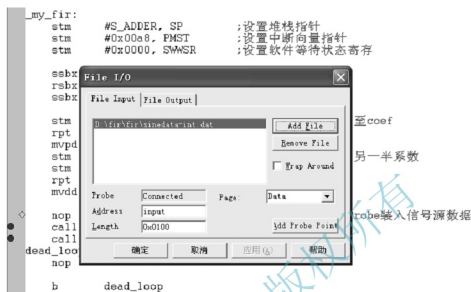 _my_fir:
stm #S_ADDER, SP ;设置堆栈指针
stm #0x00a8, PMST ;设置中断向量指针
stm #0x0000, SWWSR ;设置软件等待状态寄存
ssbx
File I/O
rsbx
ssbx
File Input File Output
stm
D:\fir\fir\sinedata-int.dat
Add File
至coef
rpt
Remove File
mvpd
stm
Wrap Around
另一半系数
stm
rpt
mvdd
Probe Connected Page: Data
Address input
nop
robe装入信号源数据
Length 0x0100
Add Probe Point
call
call
确定 取消 应用(A) 帮助
dead_loo
nop
b dead_loop
版权所有